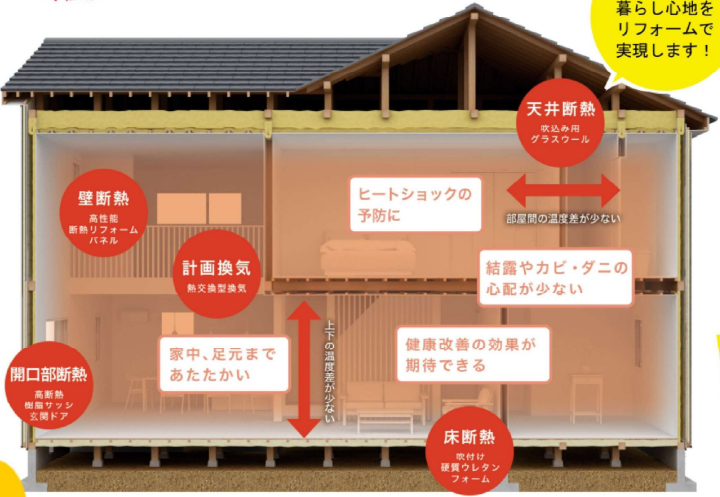 暮らし心地を
リフォームで
実現します！
天井断熱
吹込み用
グラスウール
壁断熱
高性能
断熱リフォーム
パネル
ヒートショックの
予防に
部屋間の温度差が少ない
計画換気
熱交換型換気
結露やカビ・ダニの
心配が少ない
家中、足元まで
あたたかい
上下の温度差が少ない
健康改善の効果が
期待できる
開口部断熱
高断熱
樹脂サッシ
玄関ドア
床断熱
吹付け
硬質ウレタン
フォーム